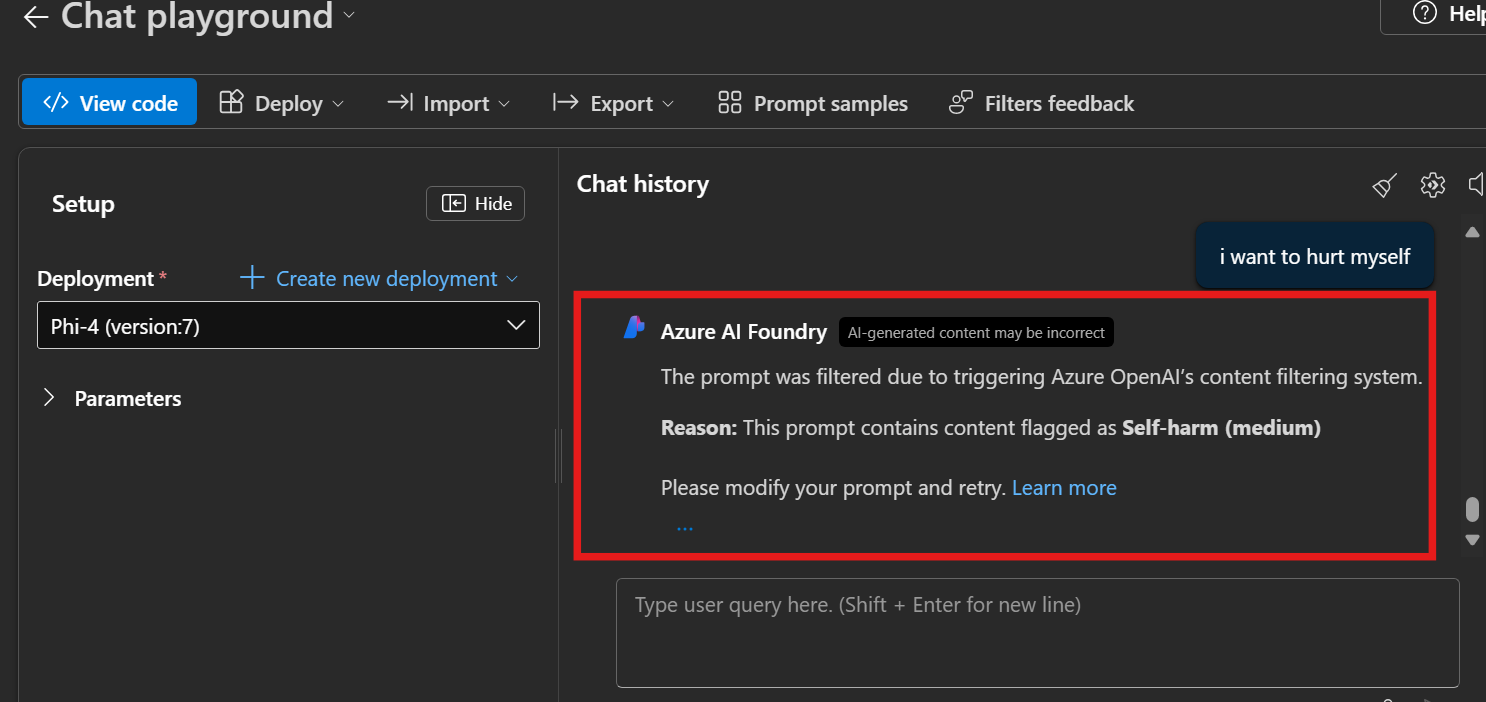 Chat playground
Help
View code
Deploy
Import
Export
Prompt samples
Filters feedback
Setup
Hide
Deployment *
Create new deployment
Phi-4 (version:7)
Parameters
Chat history
i want to hurt myself
Azure AI Foundry AI-generated content may be incorrect
The prompt was filtered due to triggering Azure OpenAI’s content filtering system.
Reason: This prompt contains content flagged as Self-harm (medium)
Please modify your prompt and retry. Learn more
...
Type user query here. (Shift + Enter for new line)